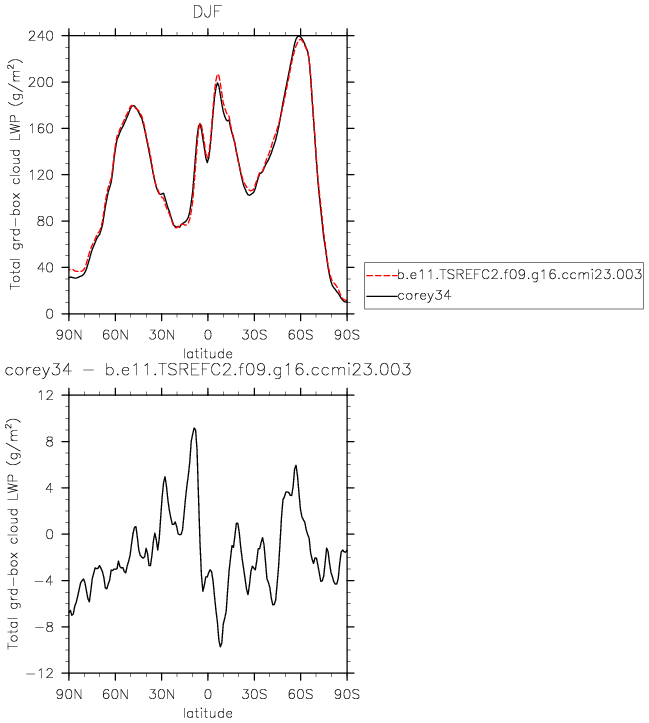 DJF
Total grd-box cloud LWP (g/m²)
240
200
160
120
80
40
0
90N 60N 30N 0 30S 60S 90S
latitude
b.e11.TSREFC2.f09.g16.ccmi23.003
corey34
corey34 - b.e11.TSREFC2.f09.g16.ccmi23.003
Total grd-box cloud LWP (g/m²)
12
8
4
0
-4
-8
-12
90N 60N 30N 0 30S 60S 90S
latitude